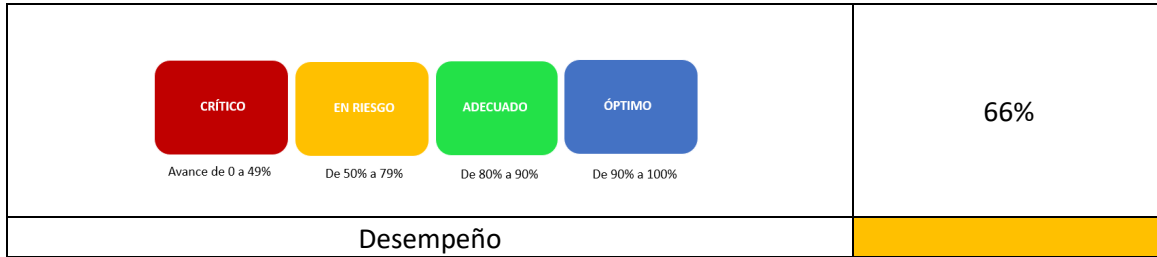 CRÍTICO
EN RIESGO
ADECUADO
ÓPTIMO
66%
Avance de 0 a 49%
De 50% a 79%
De 80% a 90%
De 90% a 100%
Desempeño